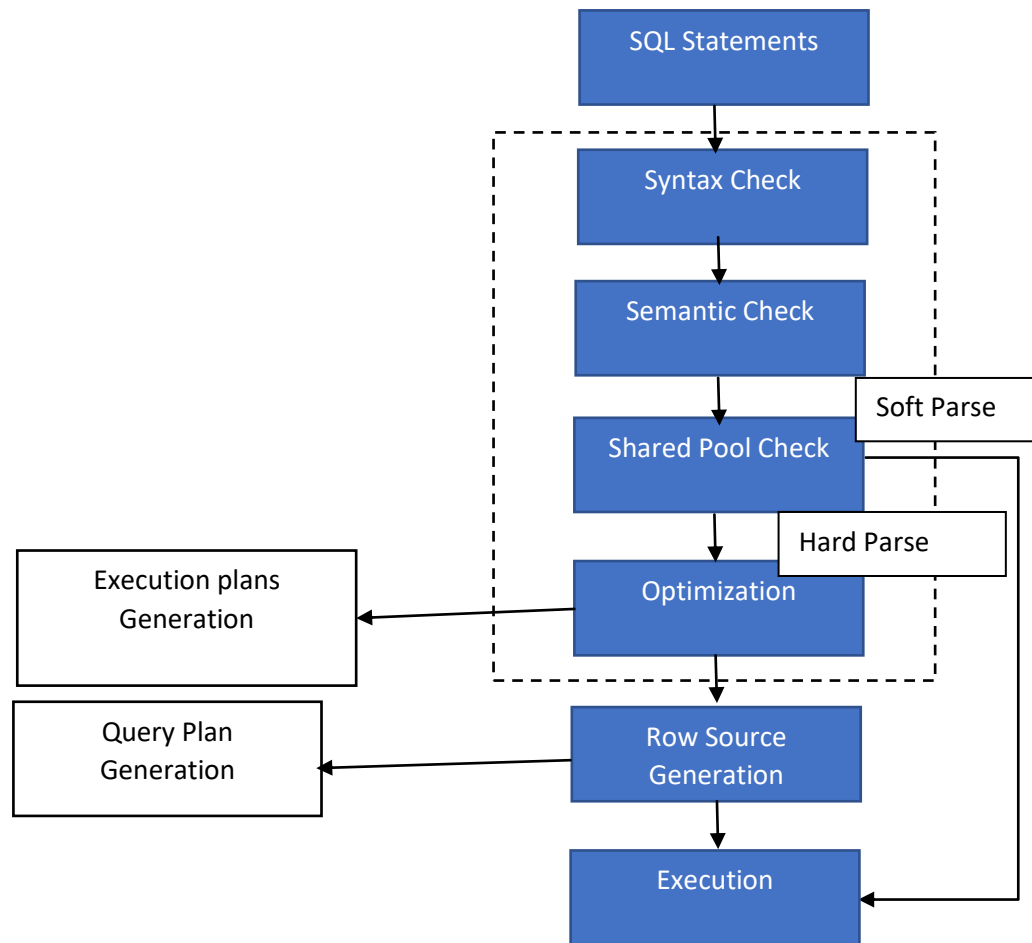 SQL Statements
Syntax Check
Semantic Check
Soft Parse
Shared Pool Check
Hard Parse
Execution plans
Generation
Optimization
Query Plan
Generation
Row Source
Generation
Execution